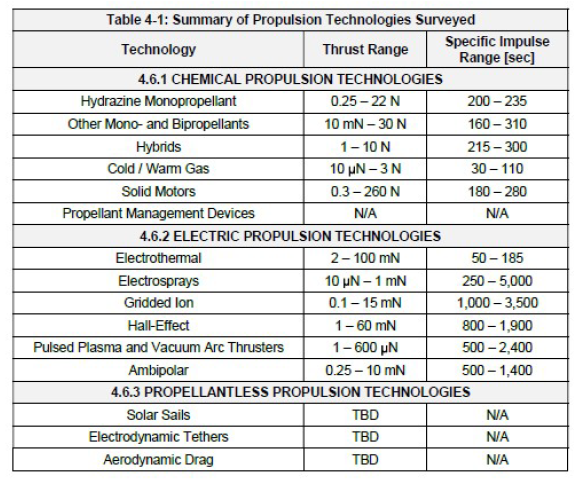 Table 4-1: Summary of Propulsion Technologies Surveyed
Technology Thrust Range Specific Impulse
Range [sec]
4.6.1 CHEMICAL PROPULSION TECHNOLOGIES
Hydrazine Monopropellant 0.25 – 22 N 200 – 235
Other Mono- and Bipropellants 10 mN – 30 N 160 – 310
Hybrids 1 – 10 N 215 – 300
Cold / Warm Gas 10 µN – 3 N 30 – 110
Solid Motors 0.3 – 260 N 180 – 280
Propellant Management Devices N/A N/A
4.6.2 ELECTRIC PROPULSION TECHNOLOGIES
Electrothermal 2 – 100 mN 50 – 185
Electrosprays 10 µN – 1 mN 250 – 5,000
Gridded Ion 0.1 – 15 mN 1,000 – 3,500
Hall-Effect 1 – 60 mN 800 – 1,900
Pulsed Plasma and Vacuum Arc Thrusters 1 – 600 µN 500 – 2,400
Ambipolar 0.25 – 10 mN 500 – 1,400
4.6.3 PROPELLANTLESS PROPULSION TECHNOLOGIES
Solar Sails TBD N/A
Electrodynamic Tethers TBD N/A
Aerodynamic Drag TBD N/A